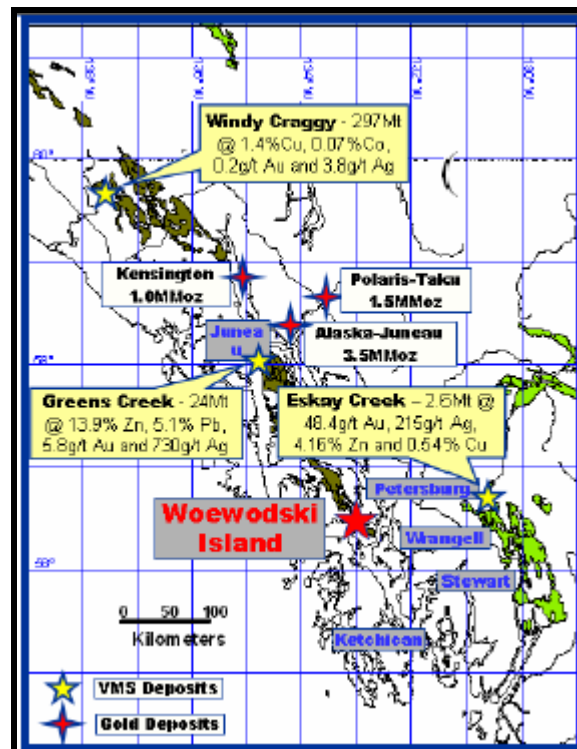 Windy Craggy - 297Mt
@ 1.4%Cu, 0.07%Co,
0.2g/t Au and 3.8g/t Ag
60°
Kensington
1.0MMoz
Polaris-Taku
1.5MMoz
Junea
u
Alaska-Juneau
3.5MMoz
58°
Greens Creek - 24Mt
@ 13.9% Zn, 5.1% Pb,
5.8g/t Au and 730g/t Ag
Eskay Creek – 2.6Mt @
48.4g/t Au, 215g/t Ag,
4.16% Zn and 0.54% Cu
Petersburg
Woewodski
Island
Wrangell
Stewart
0 50 100
Kilometers
Ketchican
VMS Deposits
Gold Deposits